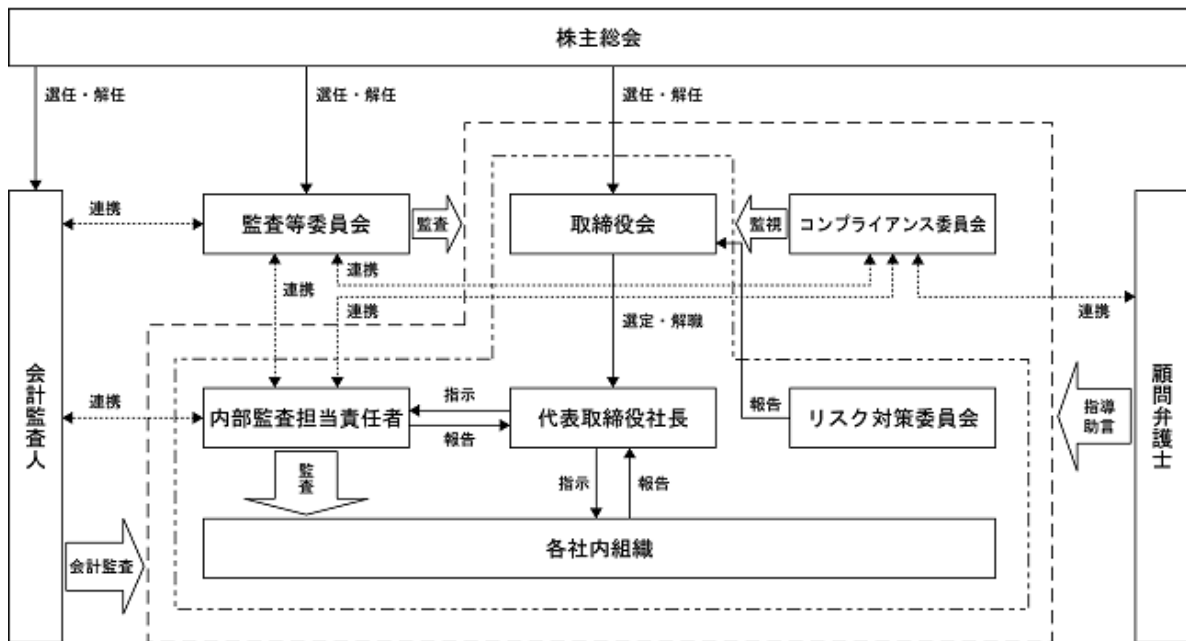 株主総会
選任・解任
選任・解任
選任・解任
連携
監査等委員会
監査
取締役会
監視
コンプライアンス委員会
連携
連携
連携
選定・解職
連携
会計監査人
連携
内部監査担当責任者
指示
報告
代表取締役社長
報告
リスク対策委員会
指導
助言
顧問弁護士
監査
指示
報告
各社内組織
会計監査